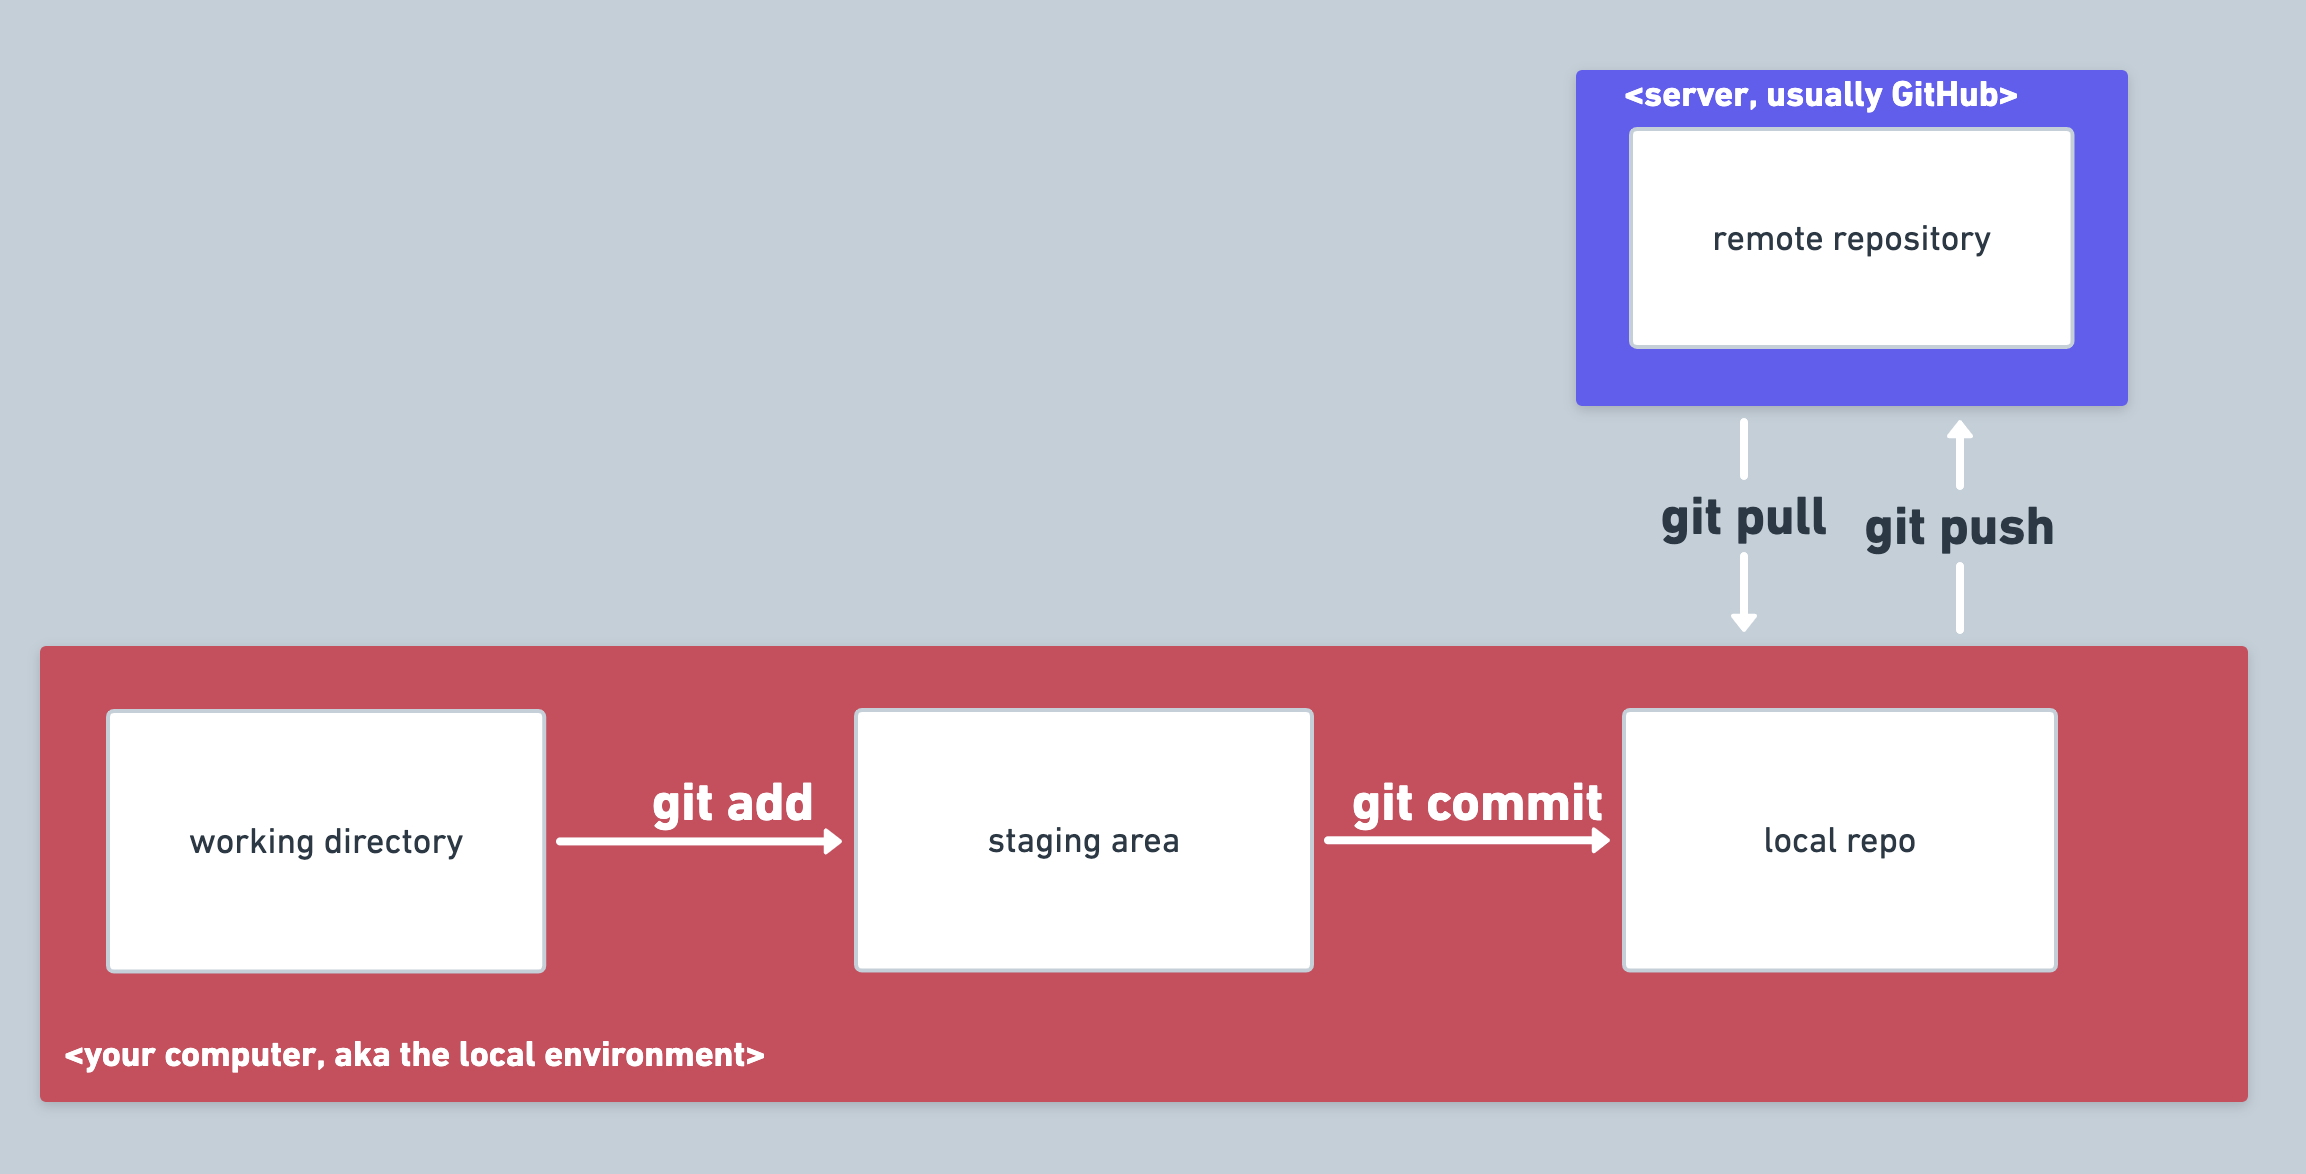 <server, usually GitHub>
remote repository
git pull
git push
working directory
git add
staging area
git commit
local repo
<your computer, aka the local environment>